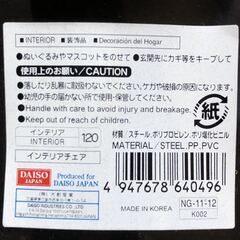 ■INTERIOR ■装飾品 ■Decoración del Hogar
●ぬいぐるみやマスコットをのせて ●玄関先にカギ等をキープして
使用上のお願い/CAUTION
●落したり乱暴に取扱わないでください。ケガや破損の原因になります。
●Handle with care to avoid injury and breakage.
●幼児の手の届かない所で使用・保管してください。
●Keep out of reach of children.
紙
インテリア
INTERIOR
120
インテリアチェア
材質／スチール、ポリプロピレン、ポリ塩化ビニル
MATERIAL/STEEL,PP,PVC
DAISO
JAPAN
Produced for
DAISO JAPAN
DAISO INDUSTRIES CO., LTD.
4 947678 640496
MADE IN KOREA
NG-11-12
K002